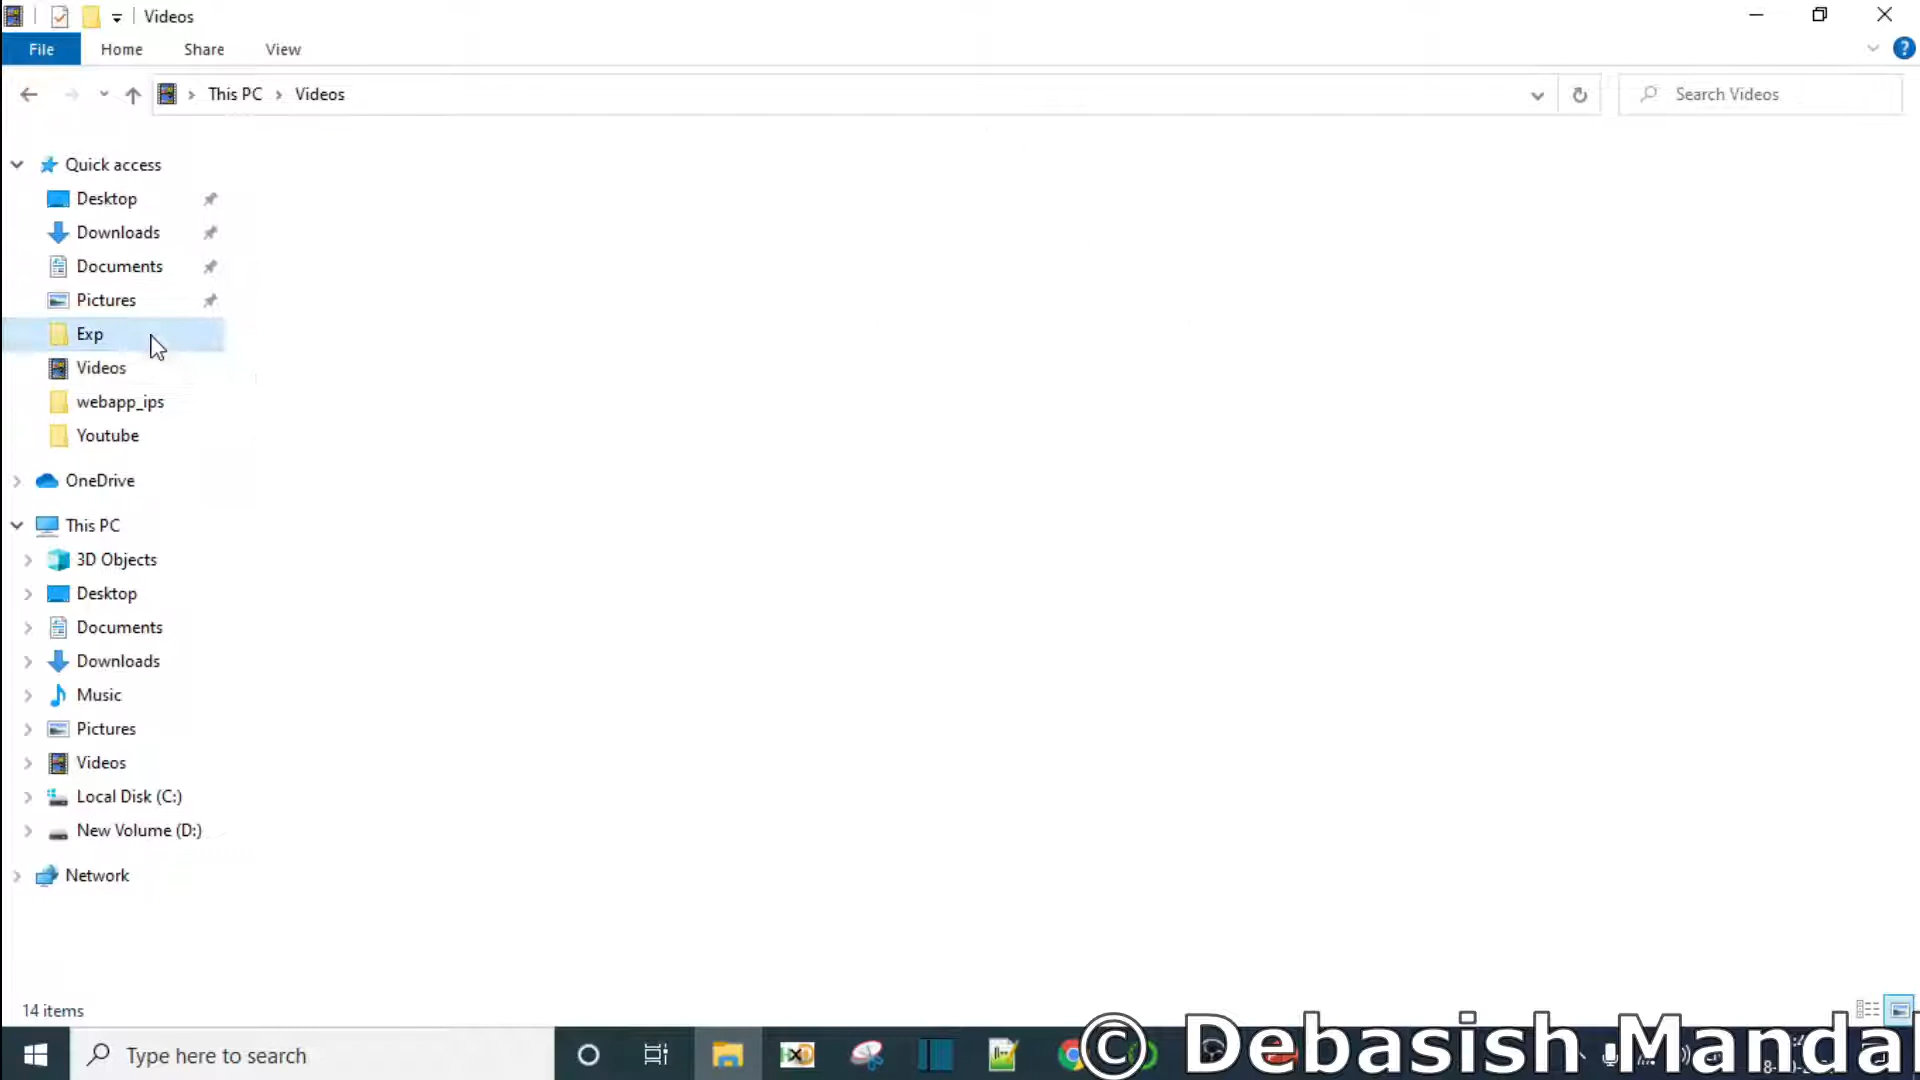 Videos
File Home Share View
This PC Videos
Search Videos
Quick access
Desktop
Downloads
Documents
Pictures
Exp
Videos
webapp_ips
Youtube
OneDrive
This PC
3D Objects
Desktop
Documents
Downloads
Music
Pictures
Videos
Local Disk (C:)
New Volume (D:)
Network
14 items
Type here to search
© Debasish Manda